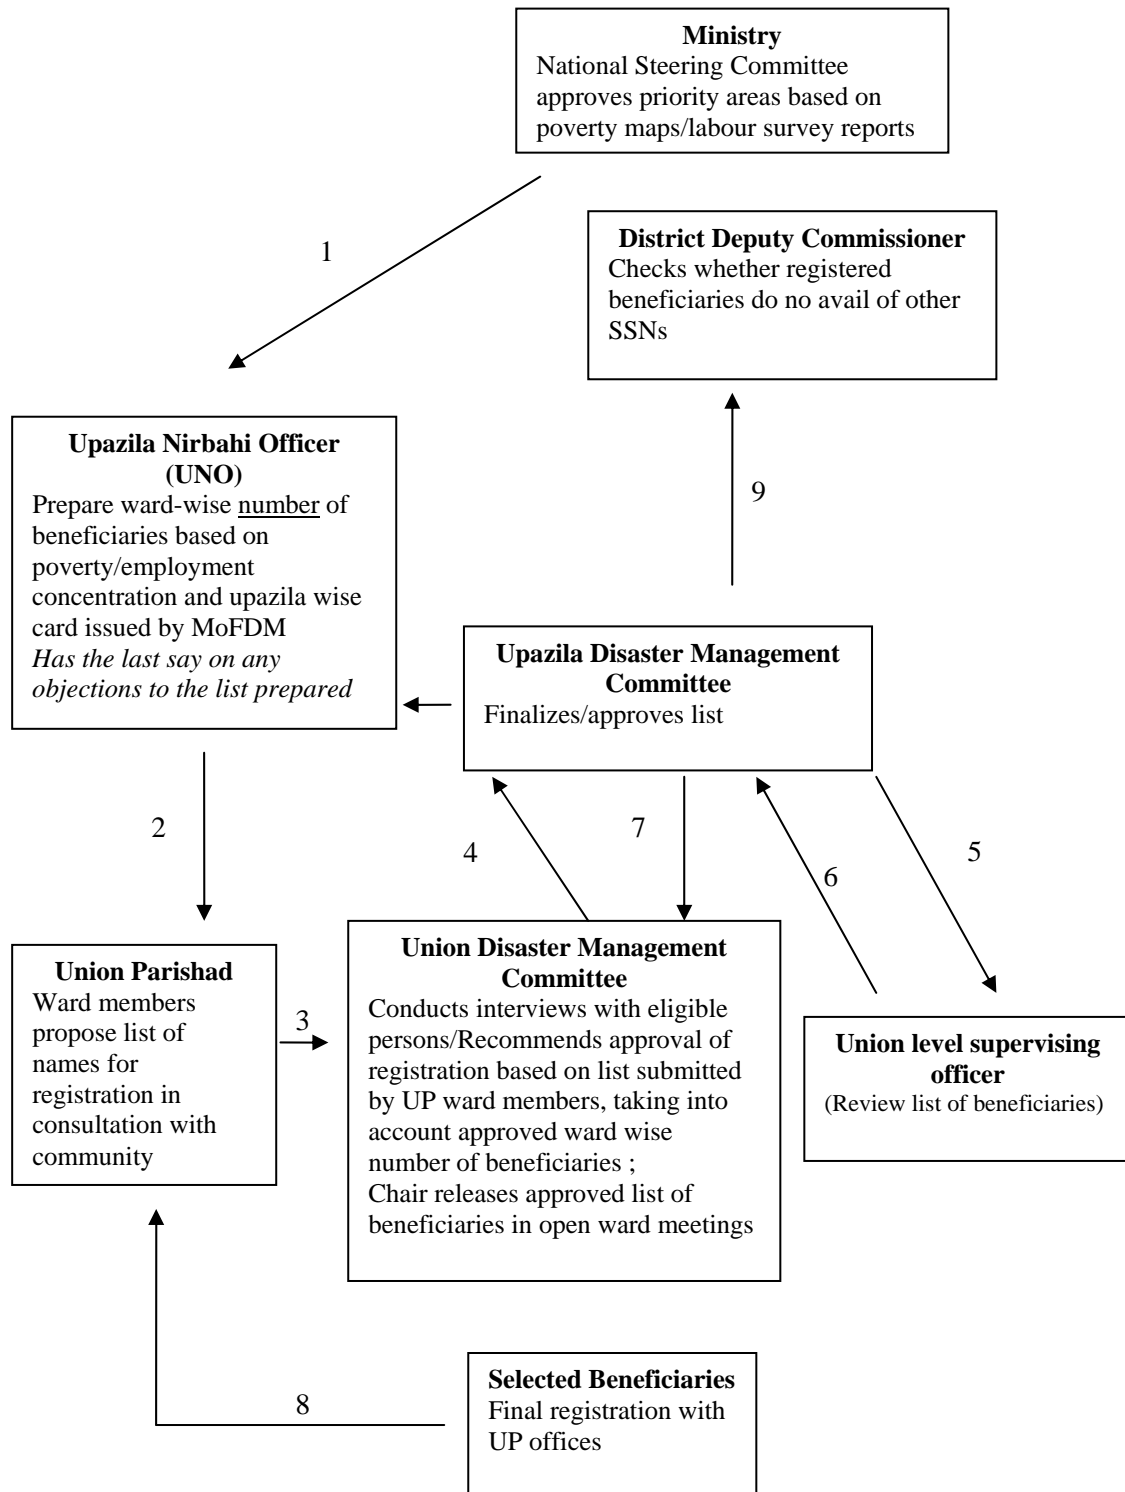 Ministry
National Steering Committee
approves priority areas based on
poverty maps/labour survey reports
1
District Deputy Commissioner
Checks whether registered
beneficiaries do no avail of other
SSNs
9
Upazila Nirbahi Officer
(UNO)
Prepare ward-wise number of
beneficiaries based on
poverty/employment
concentration and upazila wise
card issued by MoFDM
Has the last say on any
objections to the list prepared
Upazila Disaster Management
Committee
Finalizes/approves list
2
4
7
6
5
Union Parishad
Ward members
propose list of
names for
registration in
consultation with
community
3
Union Disaster Management
Committee
Conducts interviews with eligible
persons/Recommends approval of
registration based on list submitted
by UP ward members, taking into
account approved ward wise
number of beneficiaries ;
Chair releases approved list of
beneficiaries in open ward meetings
Union level supervising
officer
(Review list of beneficiaries)
8
Selected Beneficiaries
Final registration with
UP offices